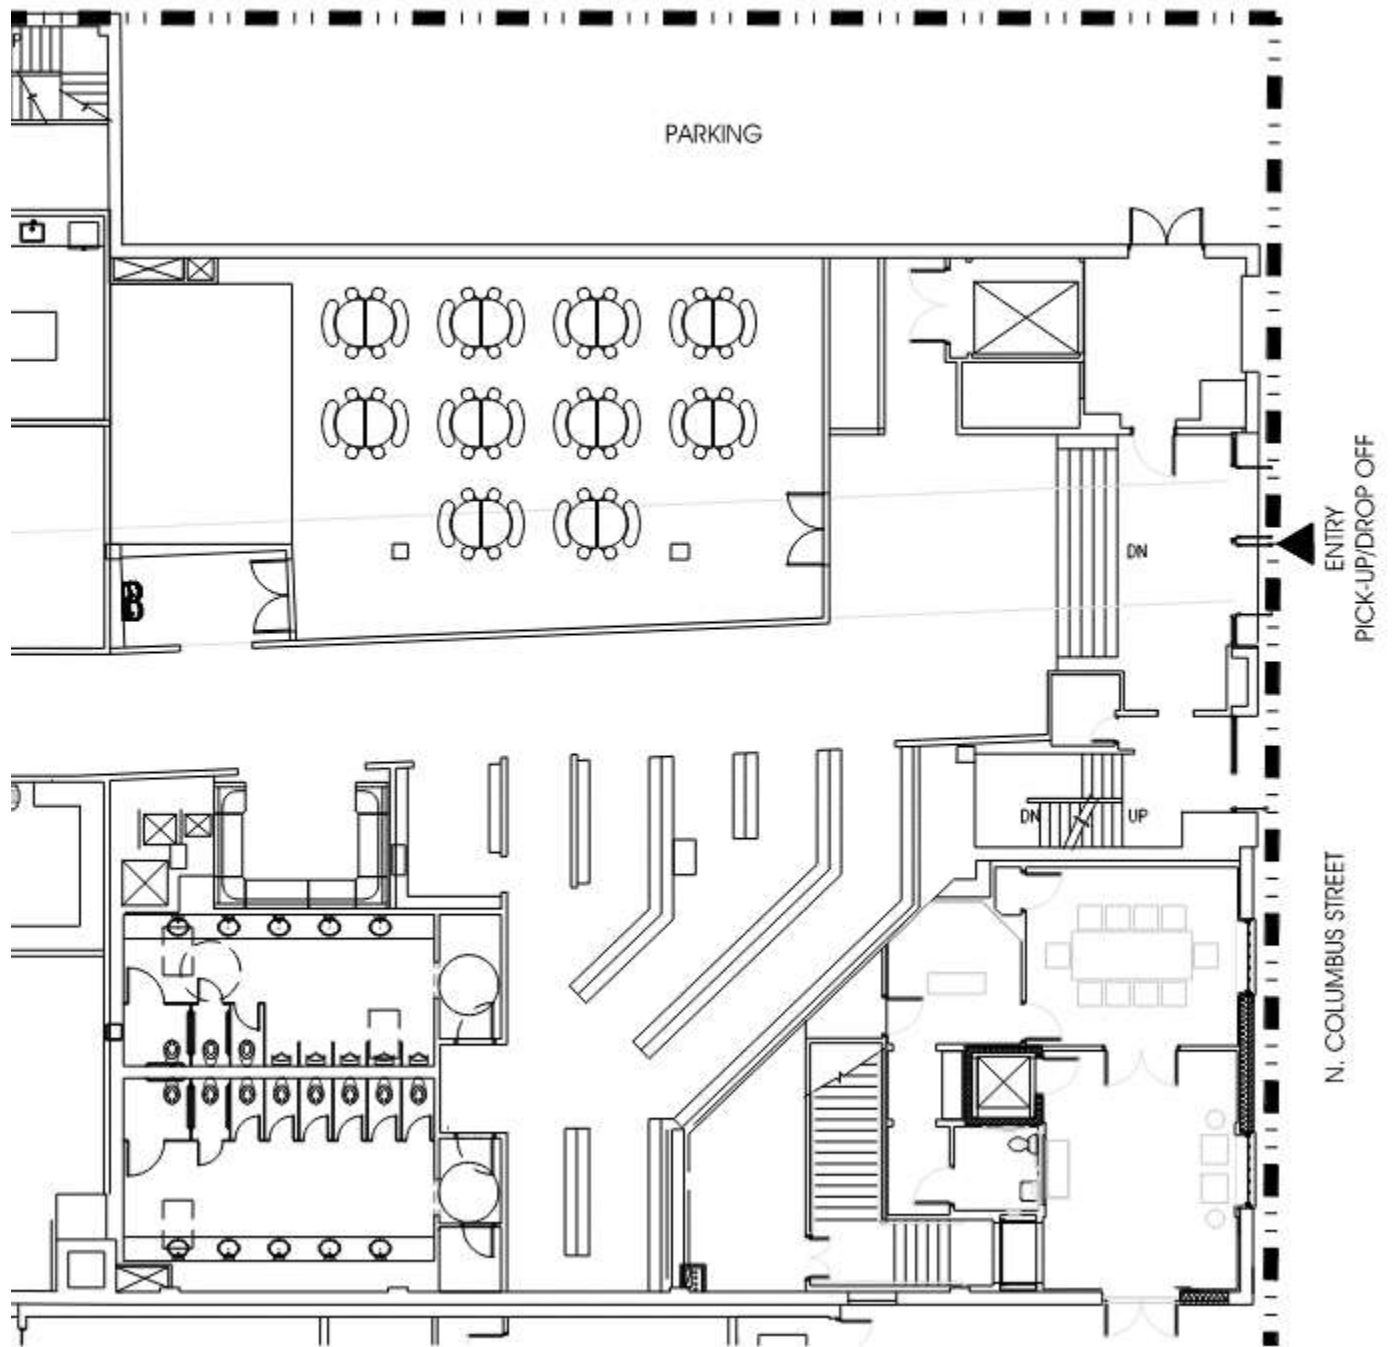 PARKING
ENTRY
PICK-UP/DROP OFF
DN
DN
UP
N. COLUMBUS STREET